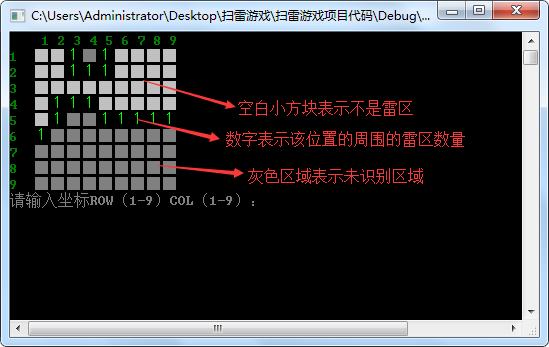 C:\Users\Administrator\Desktop\扫雷游戏\扫雷游戏项目代码\Debug\...
1 2 3 4 5 6 7 8 9
1 1 1
2 1 1 1
3
空白小方块表示不是雷区
4 1 1 1
5 1 1 1 1 1 1
数字表示该位置的周围的雷区数量
6 1
7
8
灰色区域表示未识别区域
9
请输入坐标ROW（1-9）COL（1-9）：